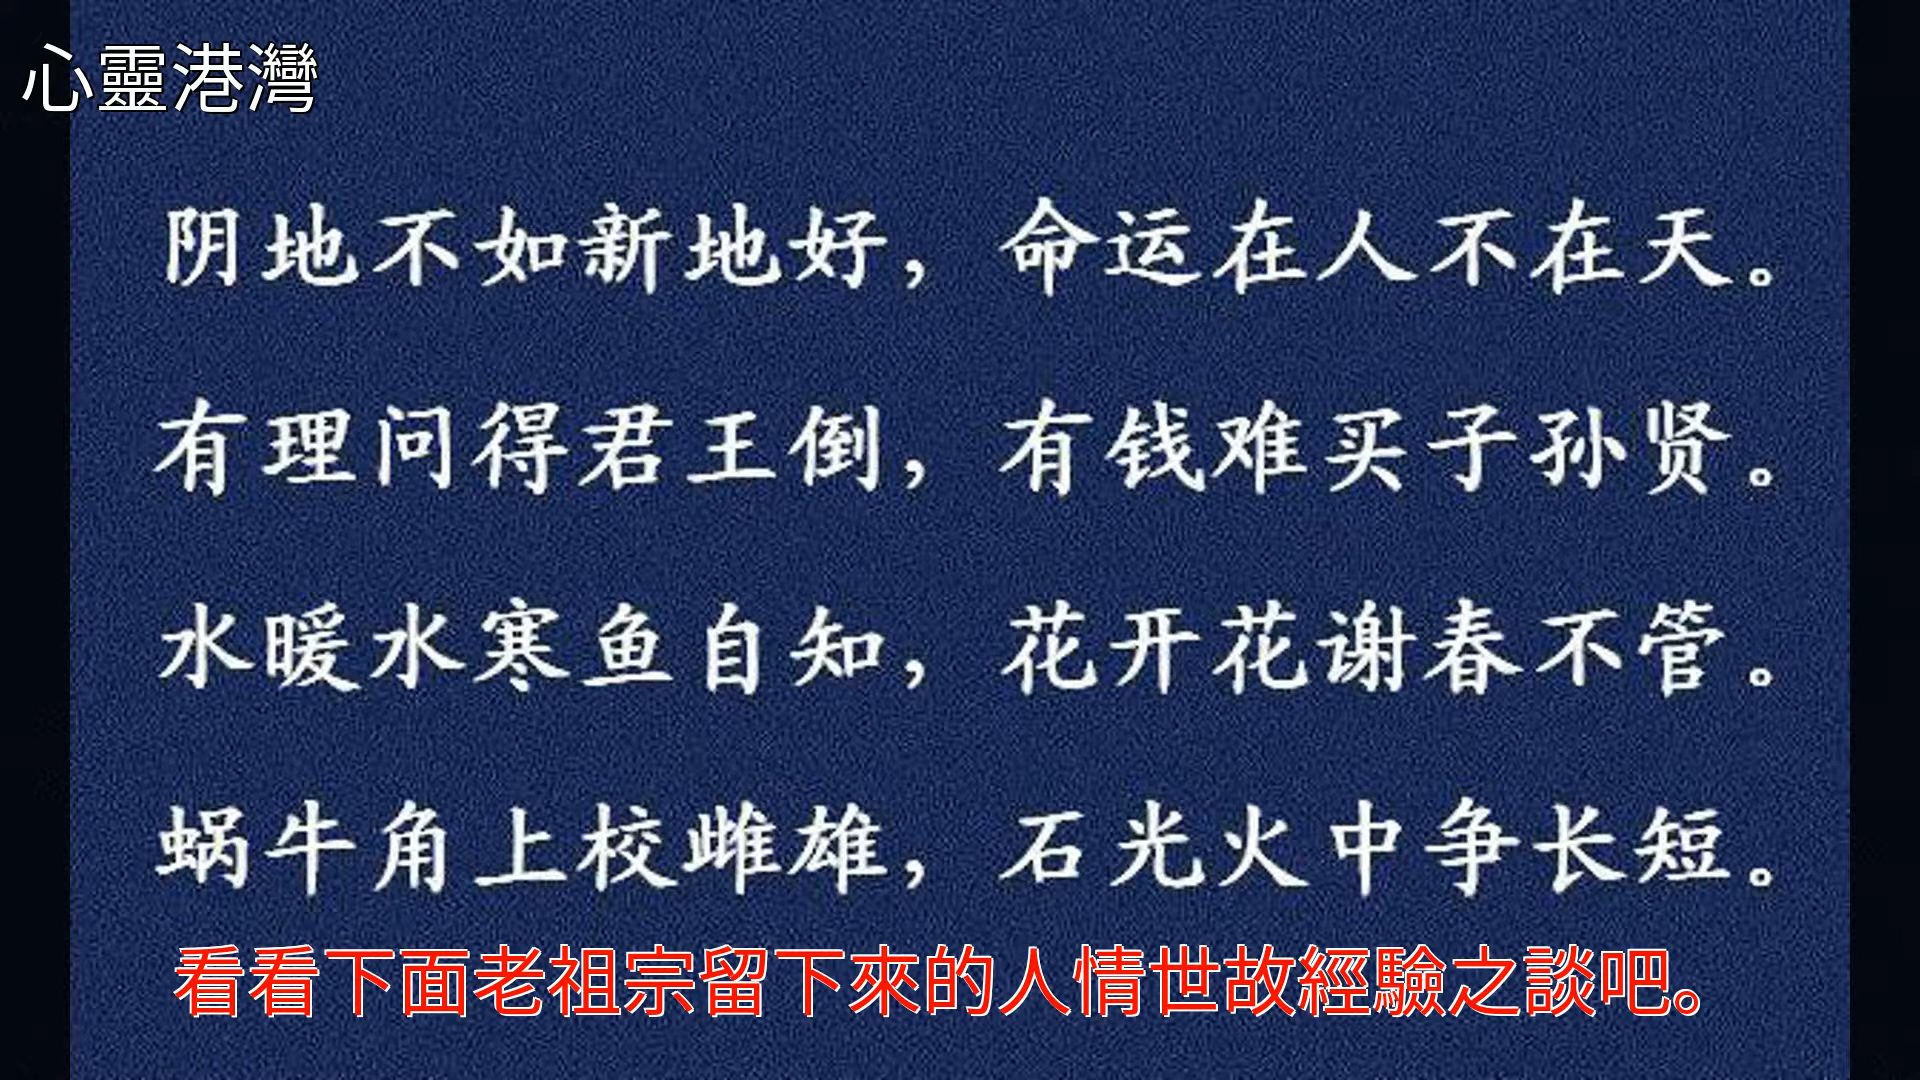 心靈港灣
阴地不如新地好，命运在人不在天。
有理问得君王倒，有钱难买子孙贤。
水暖水寒鱼自知，花开花谢春不管。
蜗牛角上校雌雄，石光火中争长短。
看看下面老祖宗留下來的人情世故經驗之談吧。